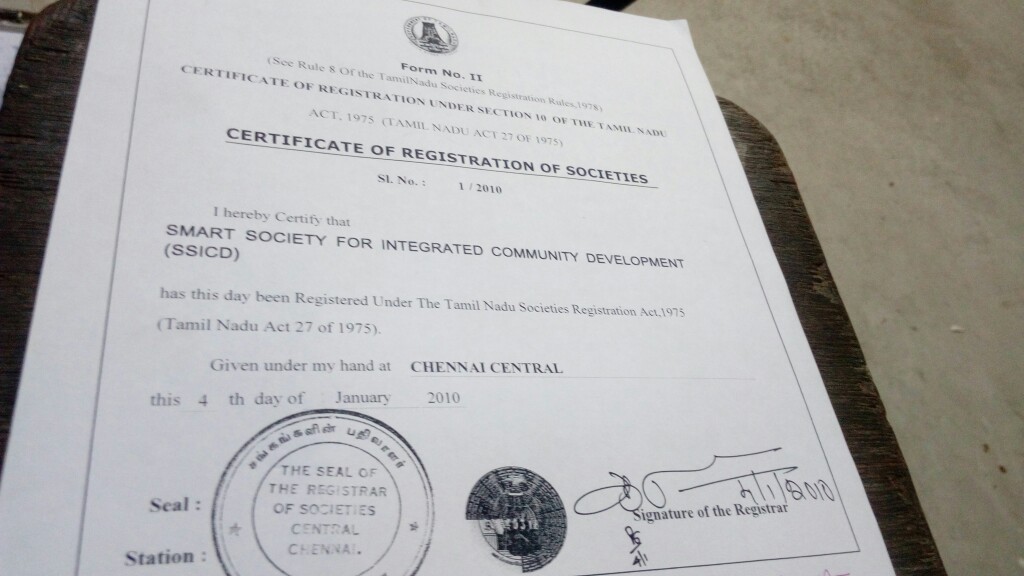 Form No. II
(See Rule 8 Of the TamilNadu Societies Registration Rules,1978)
CERTIFICATE OF REGISTRATION UNDER SECTION 10 OF THE TAMIL NADU
ACT, 1975 (TAMIL NADU ACT 27 OF 1975)
CERTIFICATE OF REGISTRATION OF SOCIETIES
SL. No. : 1 / 2010
I hereby Certify that
SMART SOCIETY FOR INTEGRATED COMMUNITY DEVELOPMENT
(SSICD)
has this day been Registered Under The Tamil Nadu Societies Registration Act,1975
(Tamil Nadu Act 27 of 1975).
Given under my hand at CHENNAI CENTRAL
this 4 th day of January 2010
சங்கங்களின் பதிவாளர்
THE SEAL OF
THE REGISTRAR
OF SOCIETIES
CENTRAL
CHENNAI.
Seal :
/1/2010
Signature of the Registrar
Station :